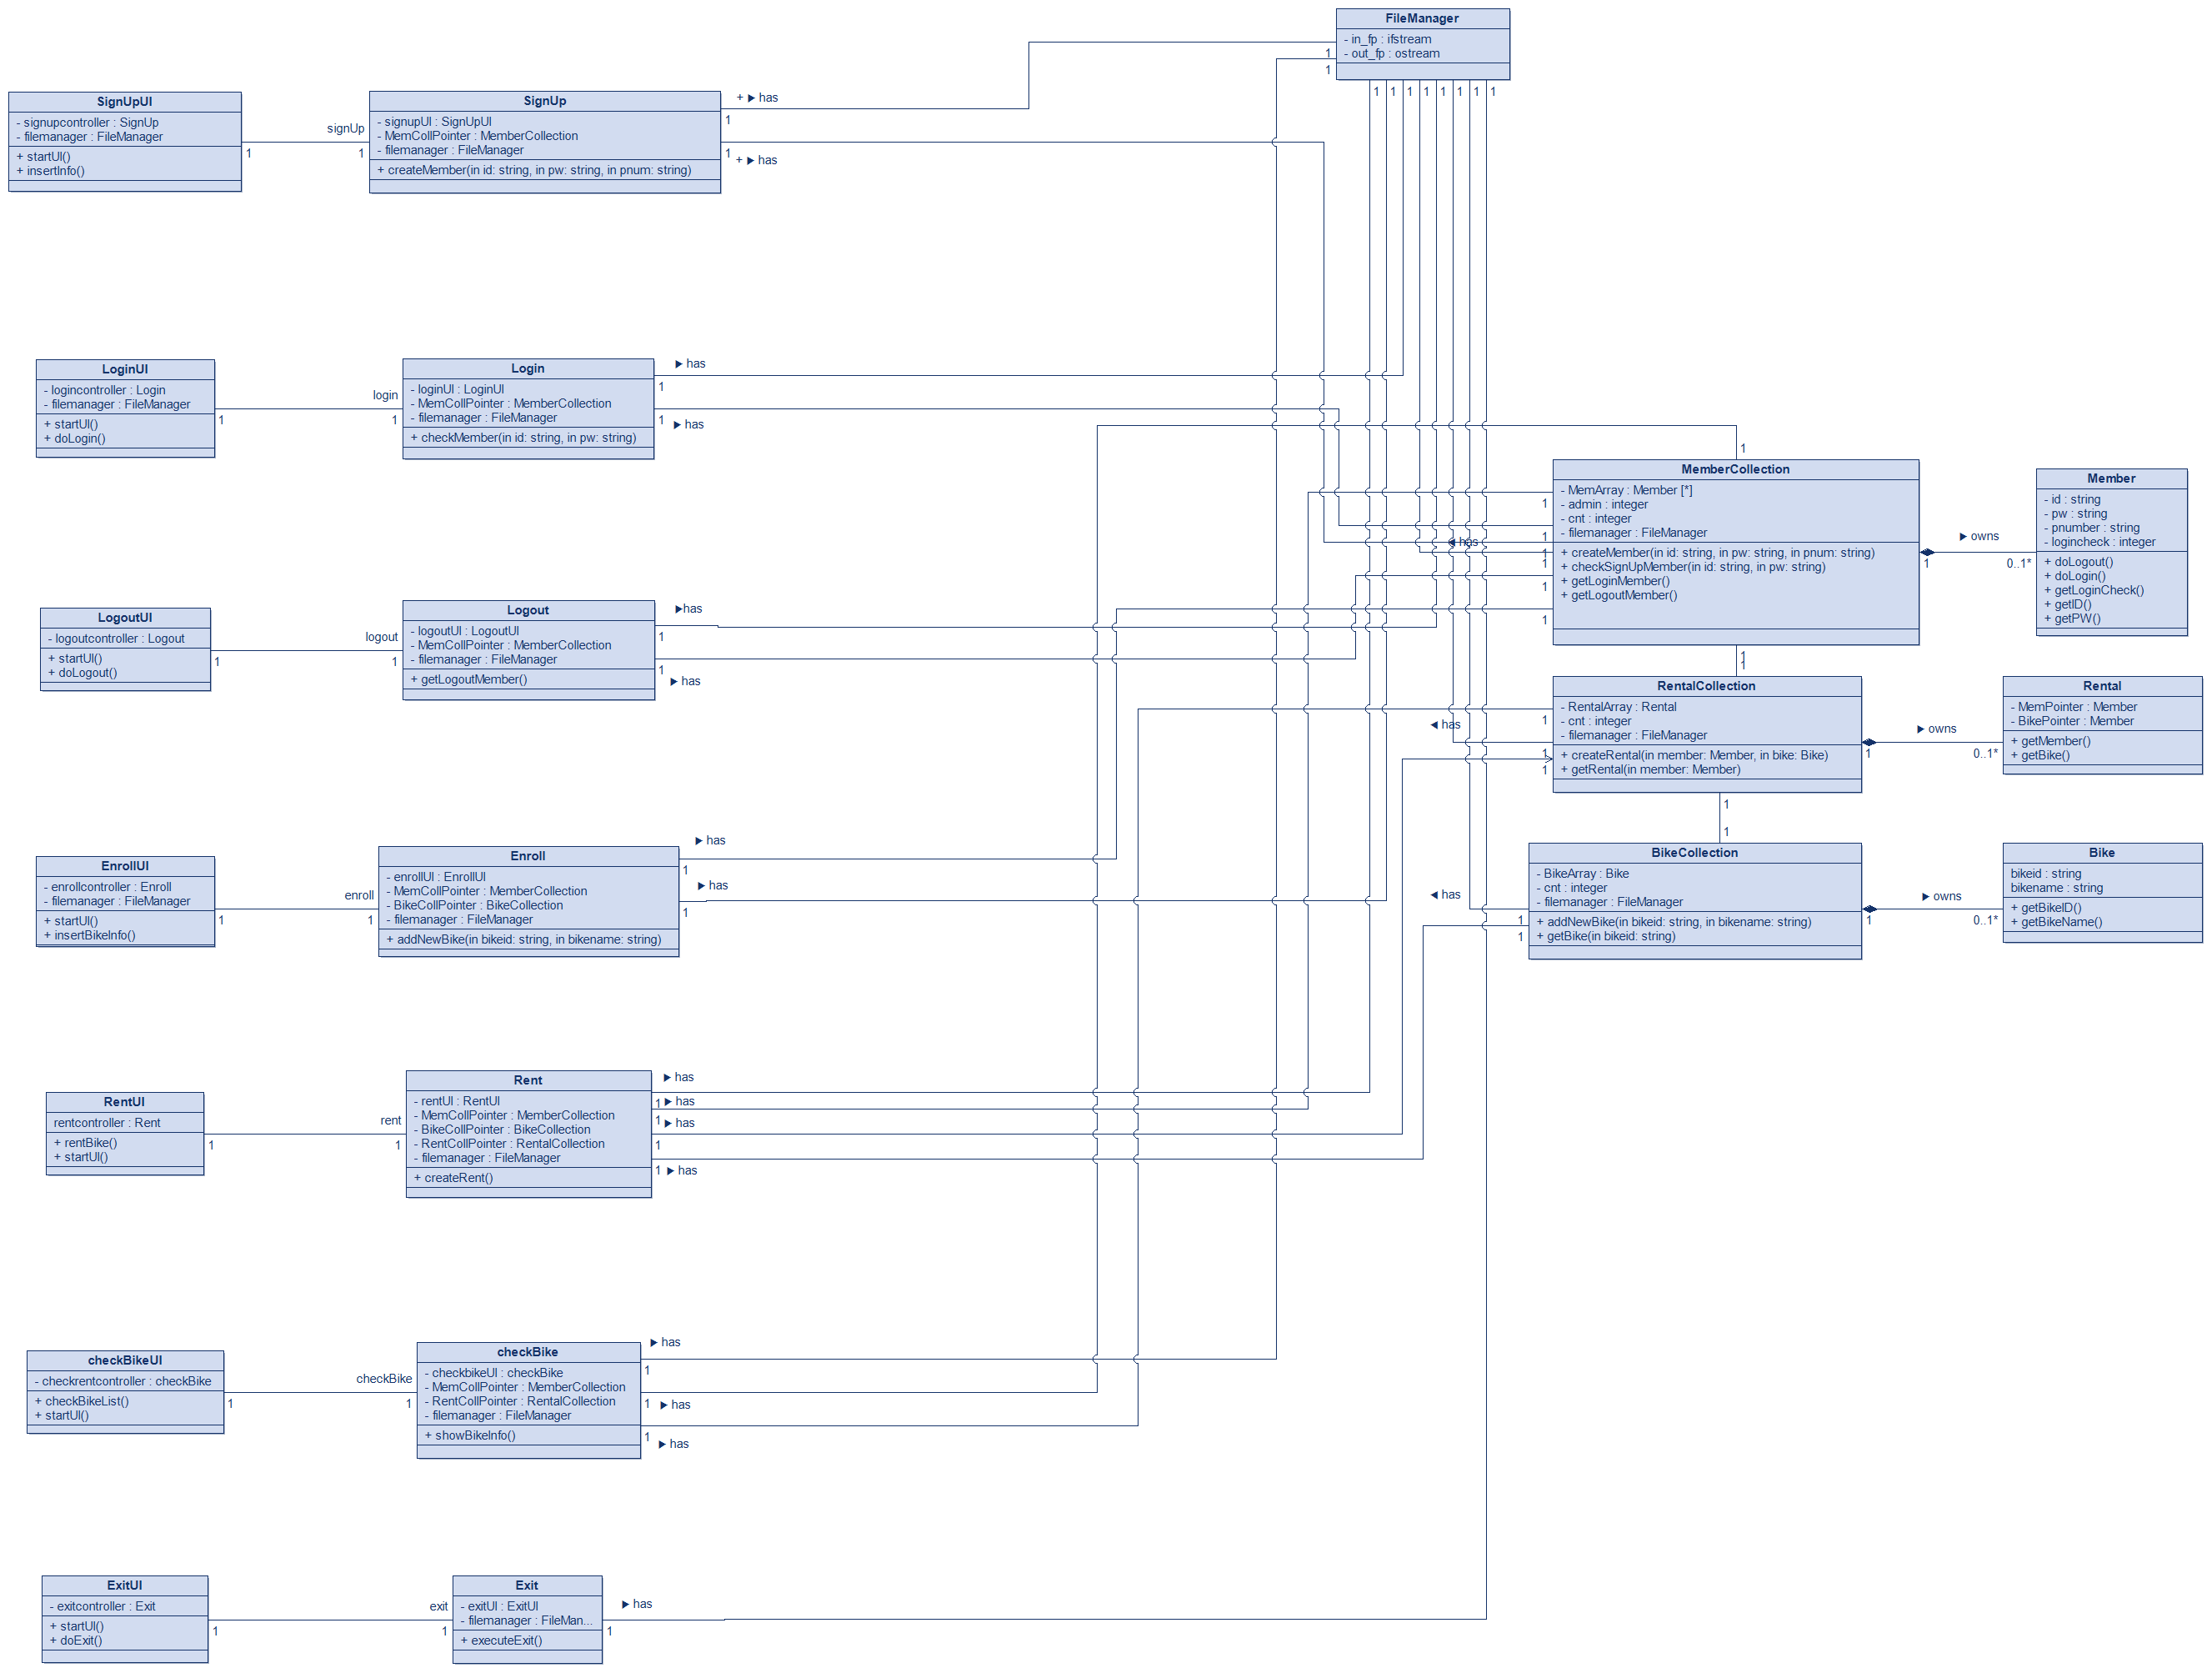 FileManager
- in_fp : ifstream
- out_fp : ostream
1
1
1 1 1 1 1 1 1 1
SignUpUI
- signupcontroller : SignUp
- filemanager : FileManager
+ startUI()
+ insertInfo()
1
signUp
1
SignUp
- signupUI : SignUpUI
- MemCollPointer : MemberCollection
- filemanager : FileManager
+ createMember(in id: string, in pw: string, in pnum: string)
+ ▶ has
1
1
+ ▶ has
LoginUI
- logincontroller : Login
- filemanager : FileManager
+ startUI()
+ doLogin()
1
login
1
Login
- loginUI : LoginUI
- MemCollPointer : MemberCollection
- filemanager : FileManager
+ checkMember(in id: string, in pw: string)
▶ has
1
1
▶ has
1
MemberCollection
- MemArray : Member [*]
- admin : integer
- cnt : integer
- filemanager : FileManager
+ createMember(in id: string, in pw: string, in pnum: string)
+ checkSignUpMember(in id: string, in pw: string)
+ getLoginMember()
+ getLogoutMember()
1
1
◀ has
1
1
1
1
1
▶ owns
0..1*
Member
- id : string
- pw : string
- pnumber : string
- logincheck : integer
+ doLogout()
+ doLogin()
+ getLoginCheck()
+ getID()
+ getPW()
LogoutUI
- logoutcontroller : Logout
+ startUI()
+ doLogout()
1
logout
1
Logout
- logoutUI : LogoutUI
- MemCollPointer : MemberCollection
- filemanager : FileManager
+ getLogoutMember()
▶has
1
1
▶ has
1
1
RentalCollection
- RentalArray : Rental
- cnt : integer
- filemanager : FileManager
+ createRental(in member: Member, in bike: Bike)
+ getRental(in member: Member)
1
◀ has
1
1
1
▶ owns
0..1*
Rental
- MemPointer : Member
- BikePointer : Member
+ getMember()
+ getBike()
1
1
EnrollUI
- enrollcontroller : Enroll
- filemanager : FileManager
+ startUI()
+ insertBikeInfo()
1
enroll
1
Enroll
- enrollUI : EnrollUI
- MemCollPointer : MemberCollection
- BikeCollPointer : BikeCollection
- filemanager : FileManager
+ addNewBike(in bikeid: string, in bikename: string)
▶ has
1
▶ has
1
BikeCollection
- BikeArray : Bike
- cnt : integer
- filemanager : FileManager
+ addNewBike(in bikeid: string, in bikename: string)
+ getBike(in bikeid: string)
◀ has
1
1
1
▶ owns
0..1*
Bike
bikeid : string
bikename : string
+ getBikeID()
+ getBikeName()
RentUI
rentcontroller : Rent
+ rentBike()
+ startUI()
1
rent
1
Rent
- rentUI : RentUI
- MemCollPointer : MemberCollection
- BikeCollPointer : BikeCollection
- RentCollPointer : RentalCollection
- filemanager : FileManager
+ createRent()
▶ has
1 ▶ has
1 ▶ has
1
1 ▶ has
checkBikeUI
- checkrentcontroller : checkBike
+ checkBikeList()
+ startUI()
1
checkBike
1
checkBike
- checkbikeUI : checkBike
- MemCollPointer : MemberCollection
- RentCollPointer : RentalCollection
- filemanager : FileManager
+ showBikeInfo()
▶ has
1
1 ▶ has
1
▶ has
ExitUI
- exitcontroller : Exit
+ startUI()
+ doExit()
1
exit
1
Exit
- exitUI : ExitUI
- filemanager : FileMan...
+ executeExit()
▶ has
1